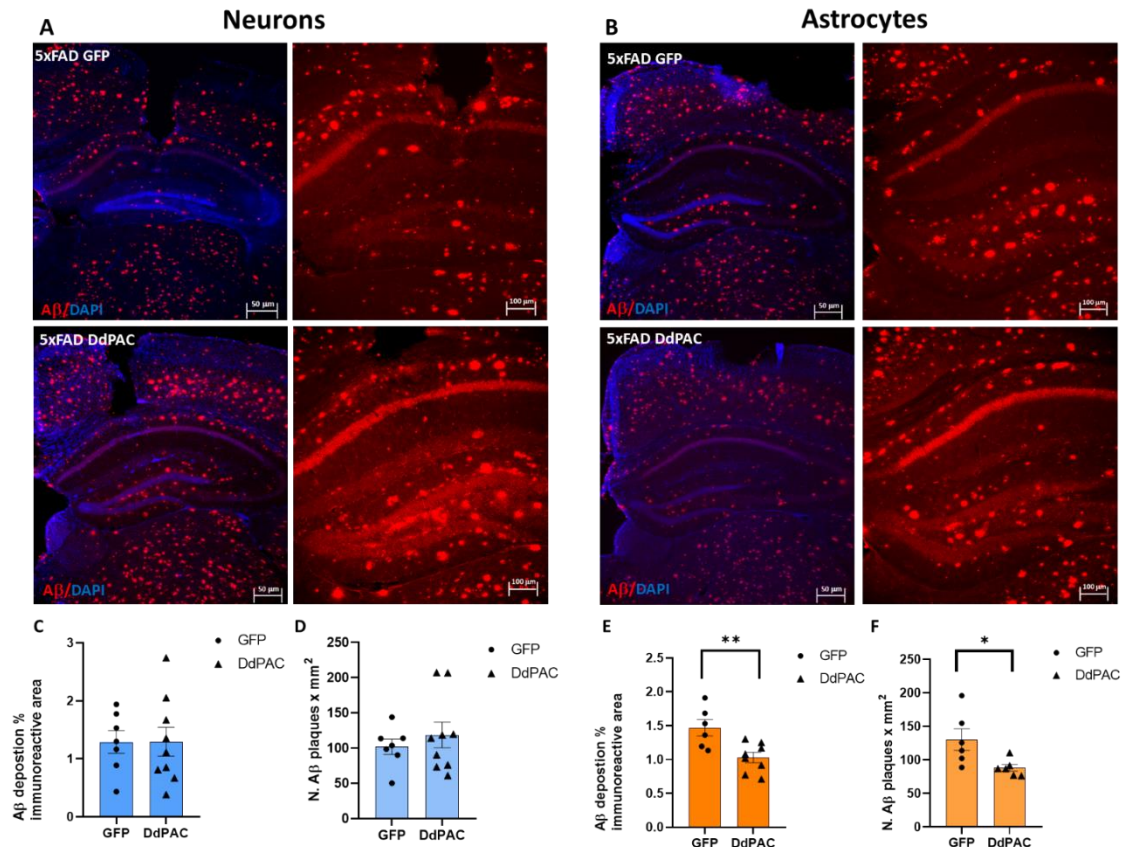 Neurons
Astrocytes
A
B
5xFAD GFP
5xFAD GFP
Aβ/DAPI
50 µm
100 µm
Aβ/DAPI
50 µm
100 µm
5xFAD DdPAC
5xFAD DdPAC
Aβ/DAPI
50 µm
100 µm
Aβ/DAPI
50 µm
100 µm
C
GFP
DdPAC
3
2
1
0
Aβ depostion %
immunoreactive area
GFP DdPAC
D
GFP
DdPAC
250
200
150
100
50
0
N. Aβ plaques x mm²
GFP DdPAC
E
**
GFP
DdPAC
2.5
2.0
1.5
1.0
0.5
0.0
Aβ depostion %
immunoreactive area
GFP DdPAC
F
*
GFP
DdPAC
250
200
150
100
50
0
N. Aβ plaques x mm²
GFP DdPAC